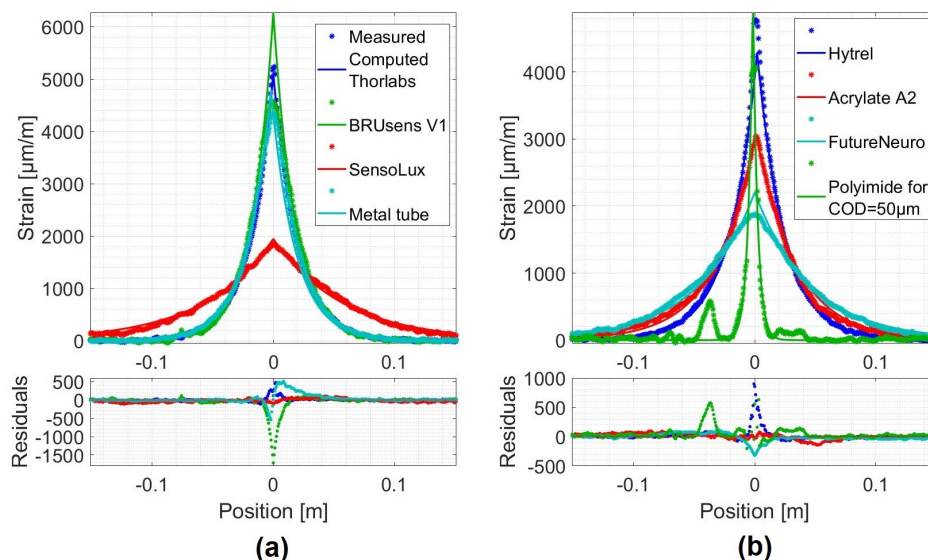 6000
5000
4000
3000
2000
1000
0
Strain [µm/m]
Measured
Computed
Thorlabs
BRUsens V1
SensoLux
Metal tube
-0.1 0 0.1
500
0
-500
-1000
-1500
Residuals
-0.1 0 0.1
Position [m]
(a)
4000
3000
2000
1000
0
Strain [µm/m]
Hytrel
Acrylate A2
FutureNeuro
Polyimide for
COD=50µm
-0.1 0 0.1
1000
500
0
-500
Residuals
-0.1 0 0.1
Position [m]
(b)